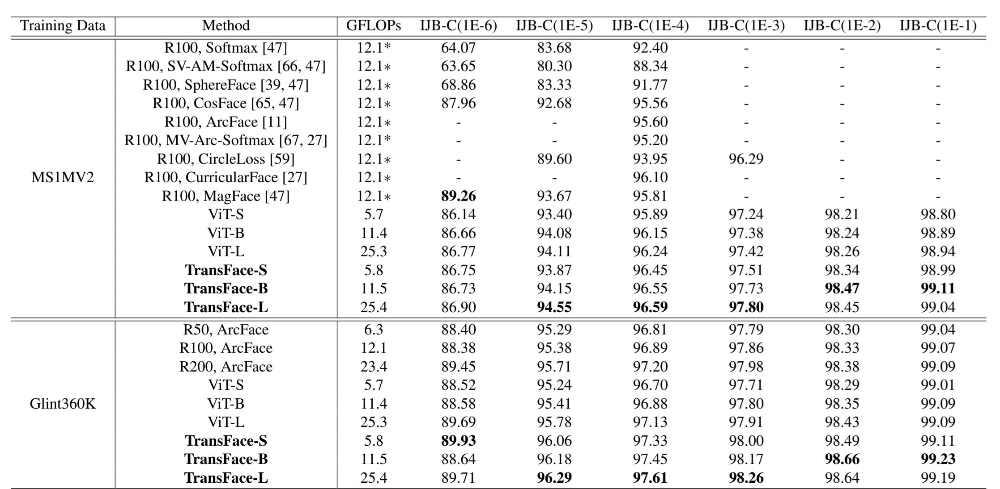 Training Data Method GFLOPs IJB-C(1E-6) IJB-C(1E-5) IJB-C(1E-4) IJB-C(1E-3) IJB-C(1E-2) IJB-C(1E-1)
R100, Softmax [47] 12.1* 64.07 83.68 92.40 - - -
R100, SV-AM-Softmax [66, 47] 12.1∗ 63.65 80.30 88.34 - - -
R100, SphereFace [39, 47] 12.1∗ 68.86 83.33 91.77 - - -
R100, CosFace [65, 47] 12.1∗ 87.96 92.68 95.56 - - -
R100, ArcFace [11] 12.1∗ - - 95.60 - - -
R100, MV-Arc-Softmax [67, 27] 12.1* - - 95.20 - - -
R100, CircleLoss [59] 12.1∗ - 89.60 93.95 96.29 - -
MS1MV2 R100, CurricularFace [27] 12.1∗ - - 96.10 - - -
R100, MagFace [47] 12.1∗ 89.26 93.67 95.81 - - -
ViT-S 5.7 86.14 93.40 95.89 97.24 98.21 98.80
ViT-B 11.4 86.66 94.08 96.15 97.38 98.24 98.89
ViT-L 25.3 86.77 94.11 96.24 97.42 98.26 98.94
TransFace-S 5.8 86.75 93.87 96.45 97.51 98.34 98.99
TransFace-B 11.5 86.73 94.15 96.55 97.73 98.47 99.11
TransFace-L 25.4 86.90 94.55 96.59 97.80 98.45 99.04
R50, ArcFace 6.3 88.40 95.29 96.81 97.79 98.30 99.04
R100, ArcFace 12.1 88.38 95.38 96.89 97.86 98.33 99.07
R200, ArcFace 23.4 89.45 95.71 97.20 97.98 98.38 99.09
ViT-S 5.7 88.52 95.24 96.70 97.71 98.29 99.01
Glint360K ViT-B 11.4 88.58 95.41 96.88 97.80 98.35 99.09
ViT-L 25.3 89.69 95.78 97.13 97.91 98.43 99.09
TransFace-S 5.8 89.93 96.06 97.33 98.00 98.49 99.11
TransFace-B 11.5 88.64 96.18 97.45 98.17 98.66 99.23
TransFace-L 25.4 89.71 96.29 97.61 98.26 98.64 99.19